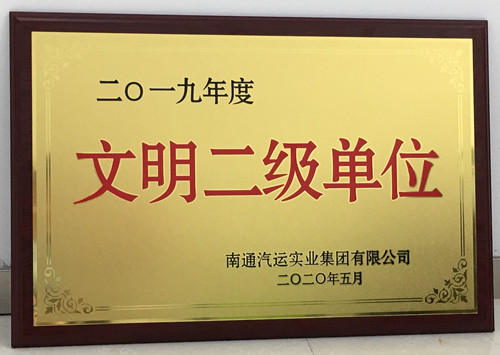 二〇一九年度
文明二级单位
南通汽运实业集团有限公司
二〇二〇年五月